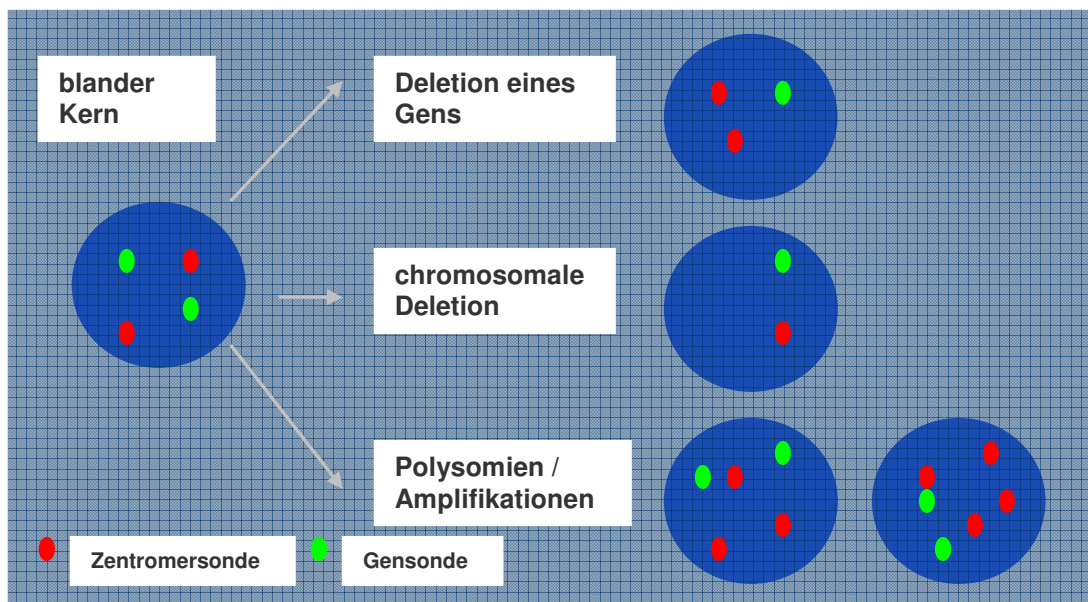 blander
Kern
Deletion eines
Gens
chromosomale
Deletion
Polysomien /
Amplifikationen
Zentromersonde
Gensonde